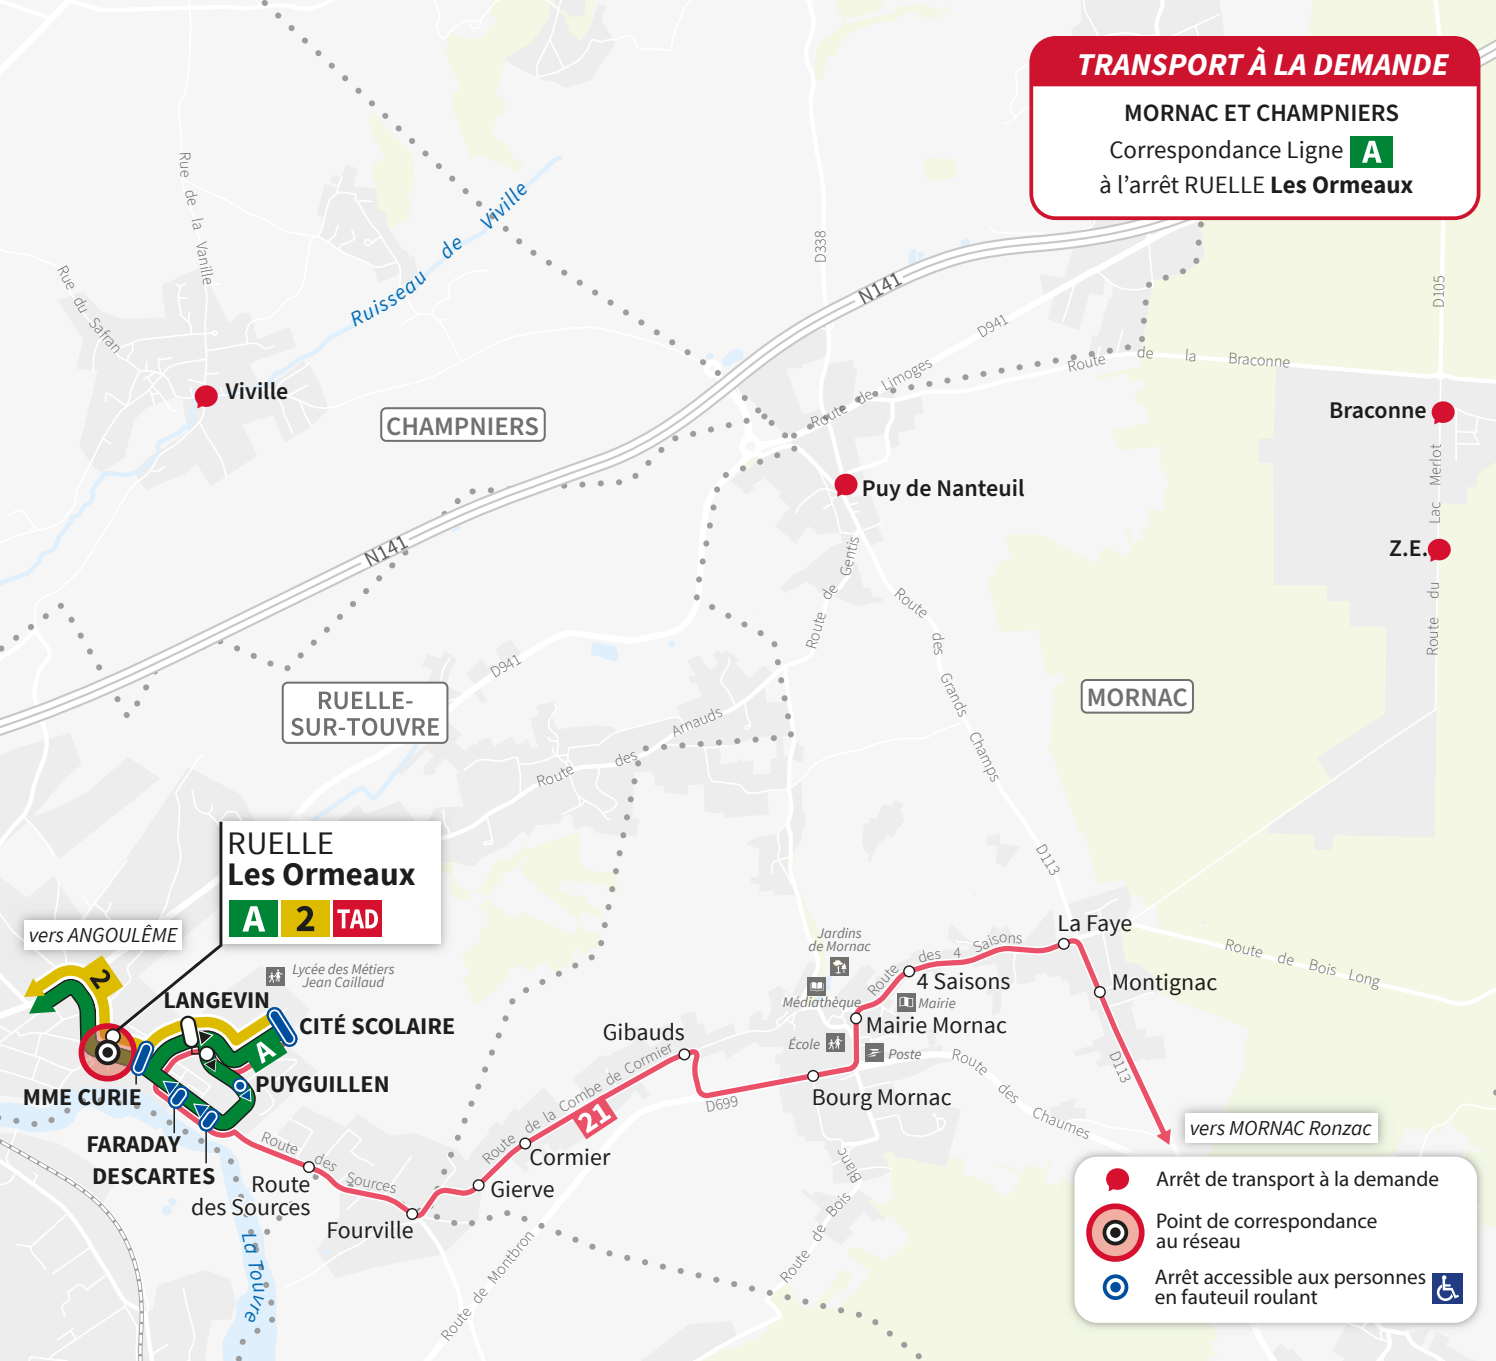 TRANSPORT À LA DEMANDE
MORNAC ET CHAMPNIERS
Correspondance Ligne A
à l'arrêt RUELLE Les Ormeaux
Rue de la Vanille
Rue du Safran
Ruisseau de Viville
Viville
CHAMPNIERS
D338
N141
D941
D105
Route de Limoges
Route de la Braconne
Braconne
Puy de Nanteuil
Route du Lac Merlot
Z.E.
N141
Route de Gentis
Route des Grands Champs
D941
RUELLE-
SUR-TOUVRE
MORNAC
Route des Arnauds
D113
RUELLE
Les Ormeaux
A 2 TAD
vers ANGOULÊME
2
Lycée des Métiers
Jean Caillaud
LANGEVIN
CITÉ SCOLAIRE
A
PUYGUILLEN
MME CURIE
FARADAY
DESCARTES
Route des Sources
Route
des Sources
Fourville
La Touvre
Gierve
Cormier
21
Route de la Combe de Cormier
Gibauds
D699
Route de Montbron
Jardins
de Mornac
Médiathèque
École
Mairie
Poste
Route des 4 Saisons
4 Saisons
Mairie Mornac
Bourg Mornac
La Faye
Montignac
D113
Route de Bois Long
Route des Chaumes
Route de Bois Blanc
vers MORNAC Ronzac
Arrêt de transport à la demande
Point de correspondance
au réseau
Arrêt accessible aux personnes
en fauteuil roulant